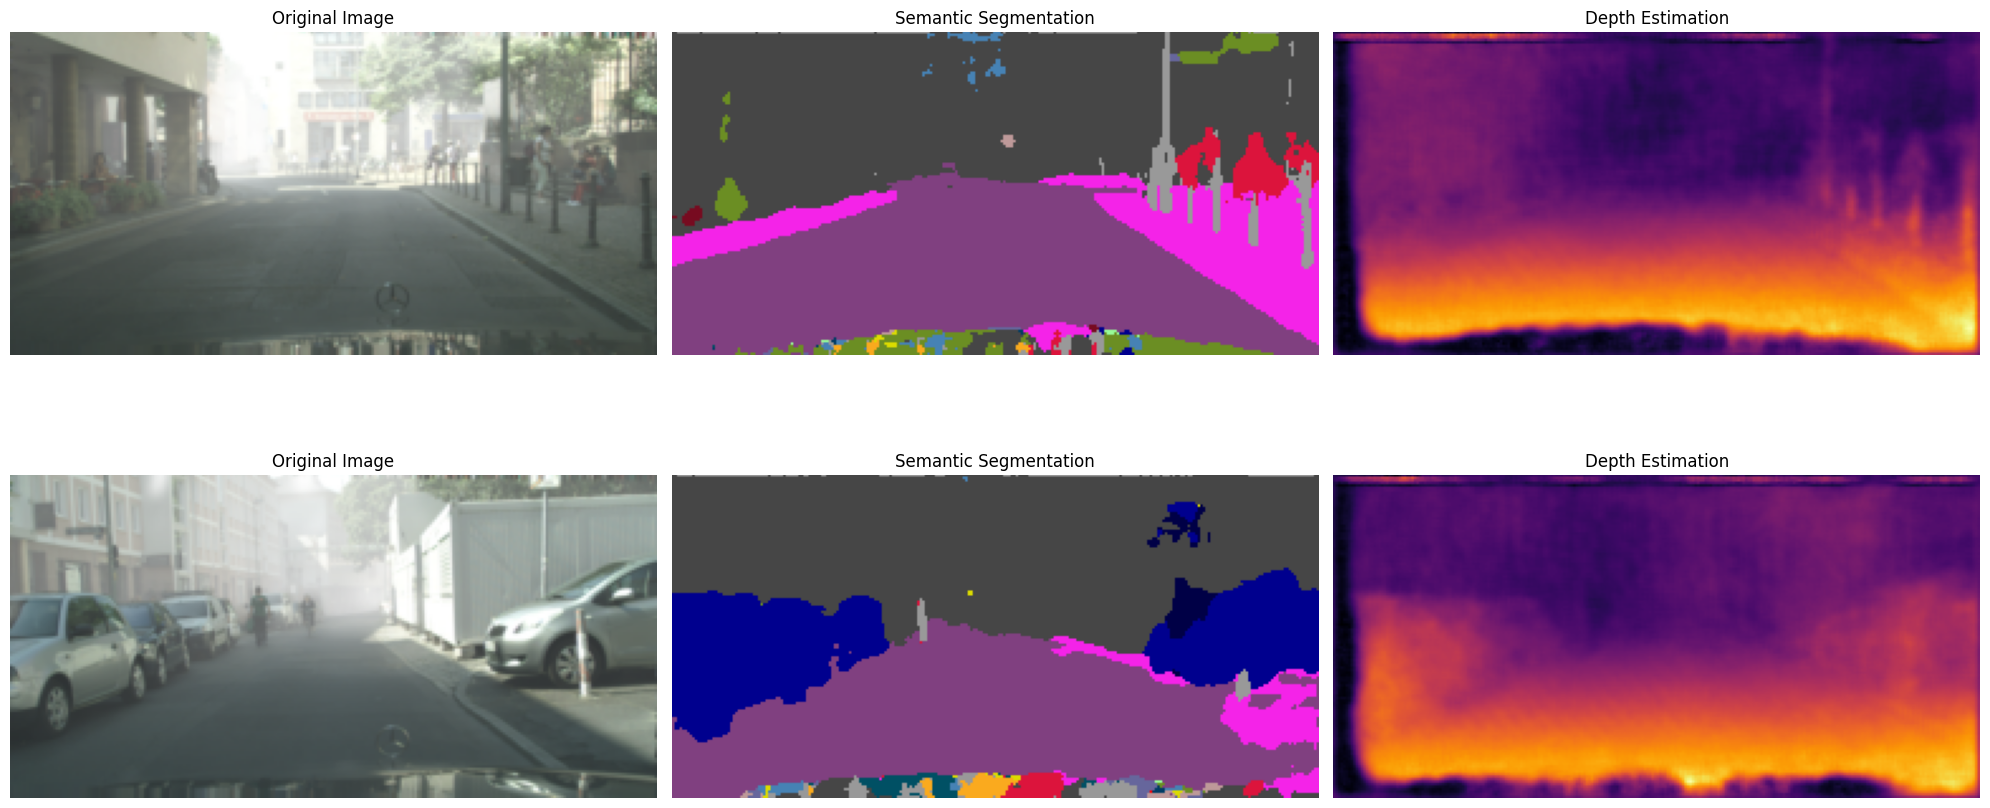 Original Image
Semantic Segmentation
Depth Estimation
Original Image
Semantic Segmentation
Depth Estimation